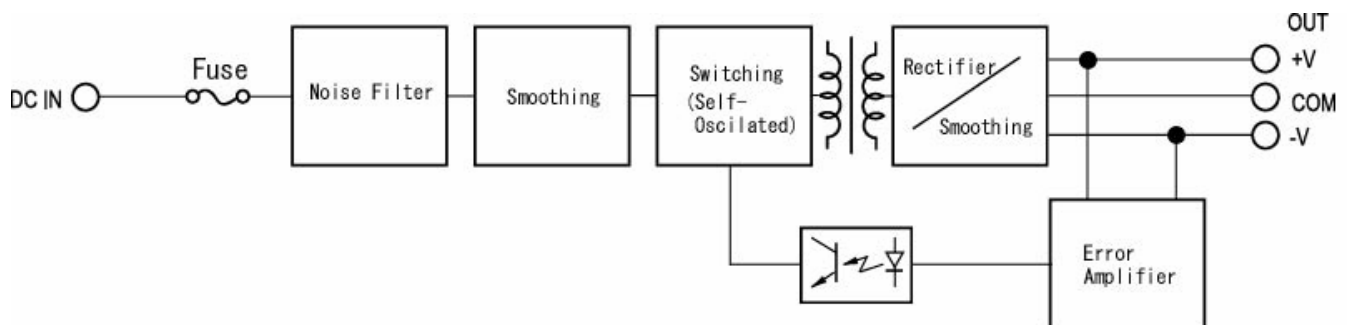 DC IN
Fuse
Noise Filter
Smoothing
Switching
(Self-
Oscilated)
Rectifier
Smoothing
OUT
+V
COM
-V
Error
Amplifier